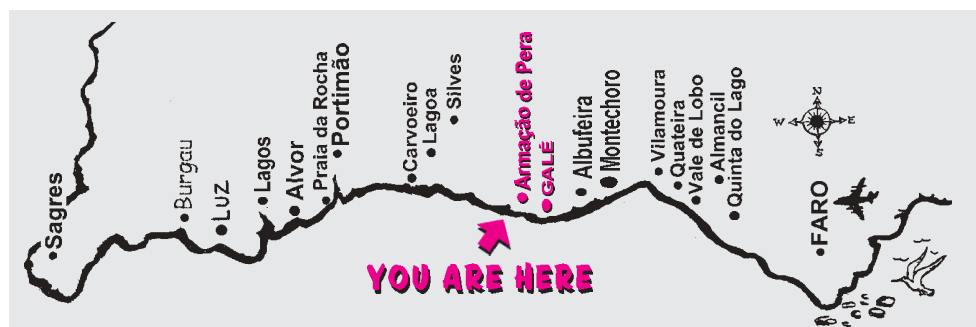 Sagres
Burgau
LUZ
Lagos
Alvor
Praia da Rocha
Portimão
Carvoeiro
Lagoa
Silves
Armação de Pera
GALÉ
Albufeira
Montechoro
Vilamoura
Quateira
Vale de Lobo
Almancil
Quinta do Lago
FARO
N
W
E
S
YOU ARE HERE